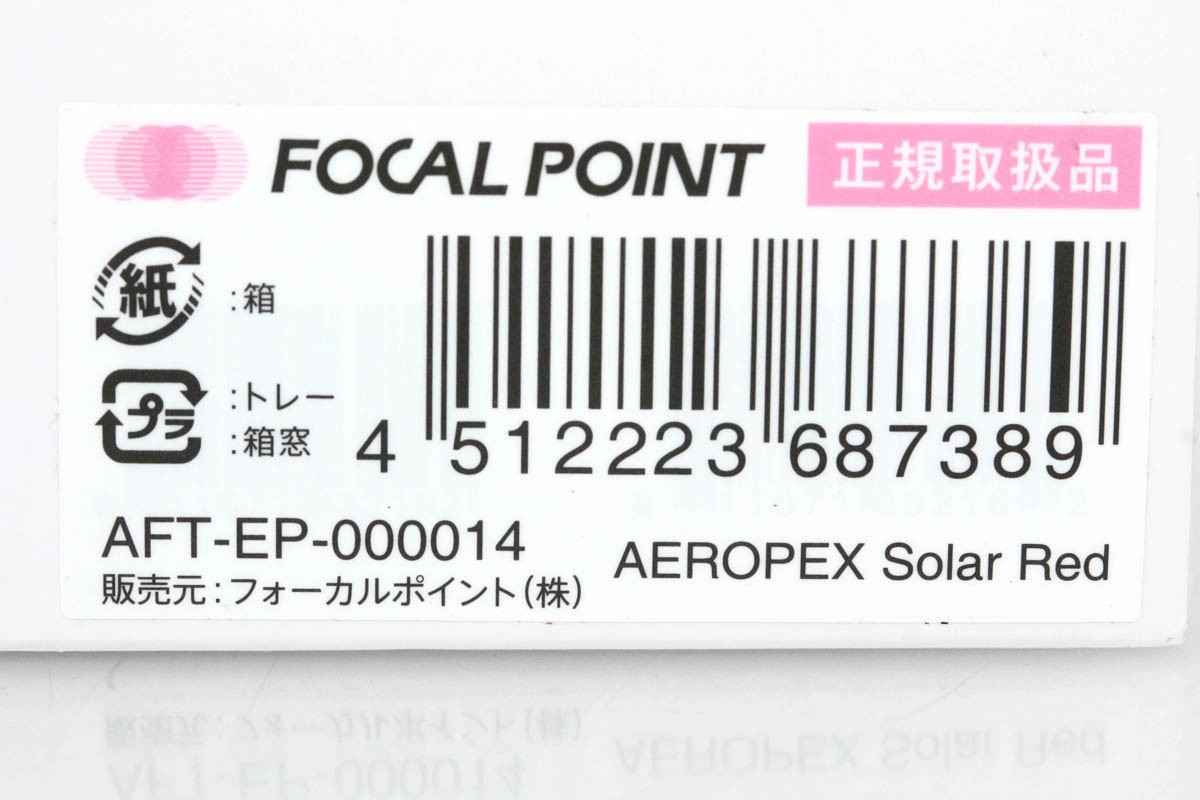 FOCAL POINT 正規取扱品
紙 :箱
プラ :トレー
:箱窓
4 512223 687389
AFT-EP-000014
AEROPEX Solar Red
販売元:フォーカルポイント(株)